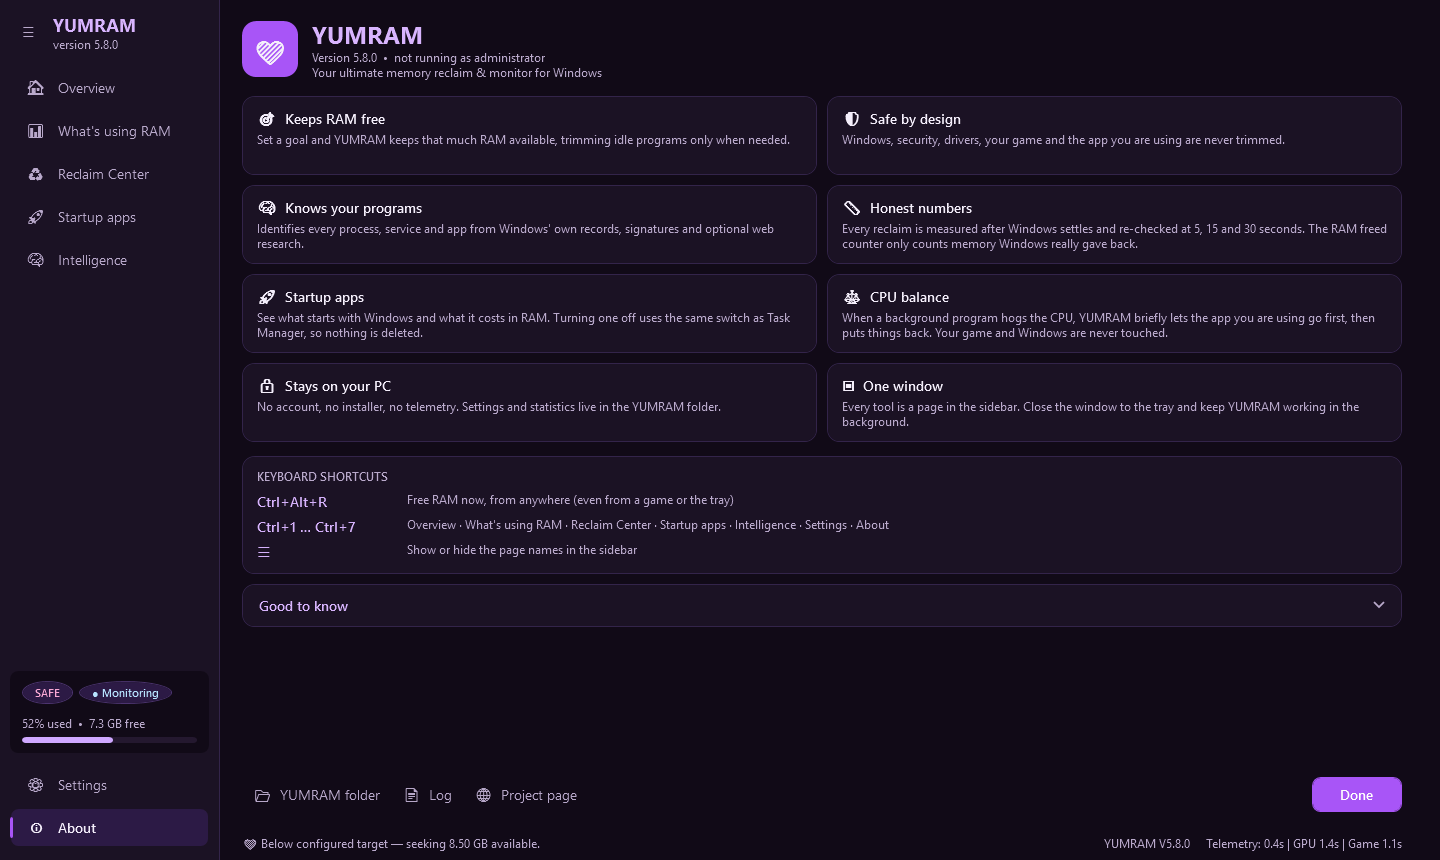 YUMRAM
version 5.8.0
Overview
What's using RAM
Reclaim Center
Startup apps
Intelligence
SAFE
● Monitoring
52% used • 7.3 GB free
Settings
About
YUMRAM
Version 5.8.0 • not running as administrator
Your ultimate memory reclaim & monitor for Windows
Keeps RAM free
Set a goal and YUMRAM keeps that much RAM available, trimming idle programs only when needed.
Safe by design
Windows, security, drivers, your game and the app you are using are never trimmed.
Knows your programs
Identifies every process, service and app from Windows' own records, signatures and optional web
research.
Honest numbers
Every reclaim is measured after Windows settles and re-checked at 5, 15 and 30 seconds. The RAM freed
counter only counts memory Windows really gave back.
Startup apps
See what starts with Windows and what it costs in RAM. Turning one off uses the same switch as Task
Manager, so nothing is deleted.
CPU balance
When a background program hogs the CPU, YUMRAM briefly lets the app you are using go first, then
puts things back. Your game and Windows are never touched.
Stays on your PC
No account, no installer, no telemetry. Settings and statistics live in the YUMRAM folder.
One window
Every tool is a page in the sidebar. Close the window to the tray and keep YUMRAM working in the
background.
KEYBOARD SHORTCUTS
Ctrl+Alt+R Free RAM now, from anywhere (even from a game or the tray)
Ctrl+1 ... Ctrl+7 Overview · What's using RAM · Reclaim Center · Startup apps · Intelligence · Settings · About
☰ Show or hide the page names in the sidebar
Good to know
YUMRAM folder
Log
Project page
Done
Below configured target — seeking 8.50 GB available.
YUMRAM V5.8.0
Telemetry: 0.4s | GPU 1.4s | Game 1.1s